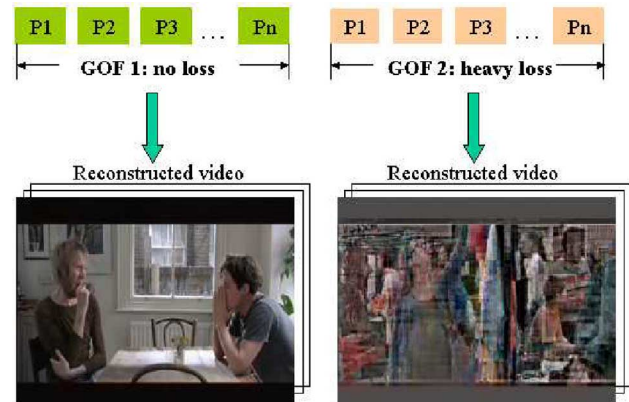 P1 P2 P3 ... Pn
GOF 1: no loss
Reconstructed video
P1 P2 P3 ... Pn
GOF 2: heavy loss
Reconstructed video